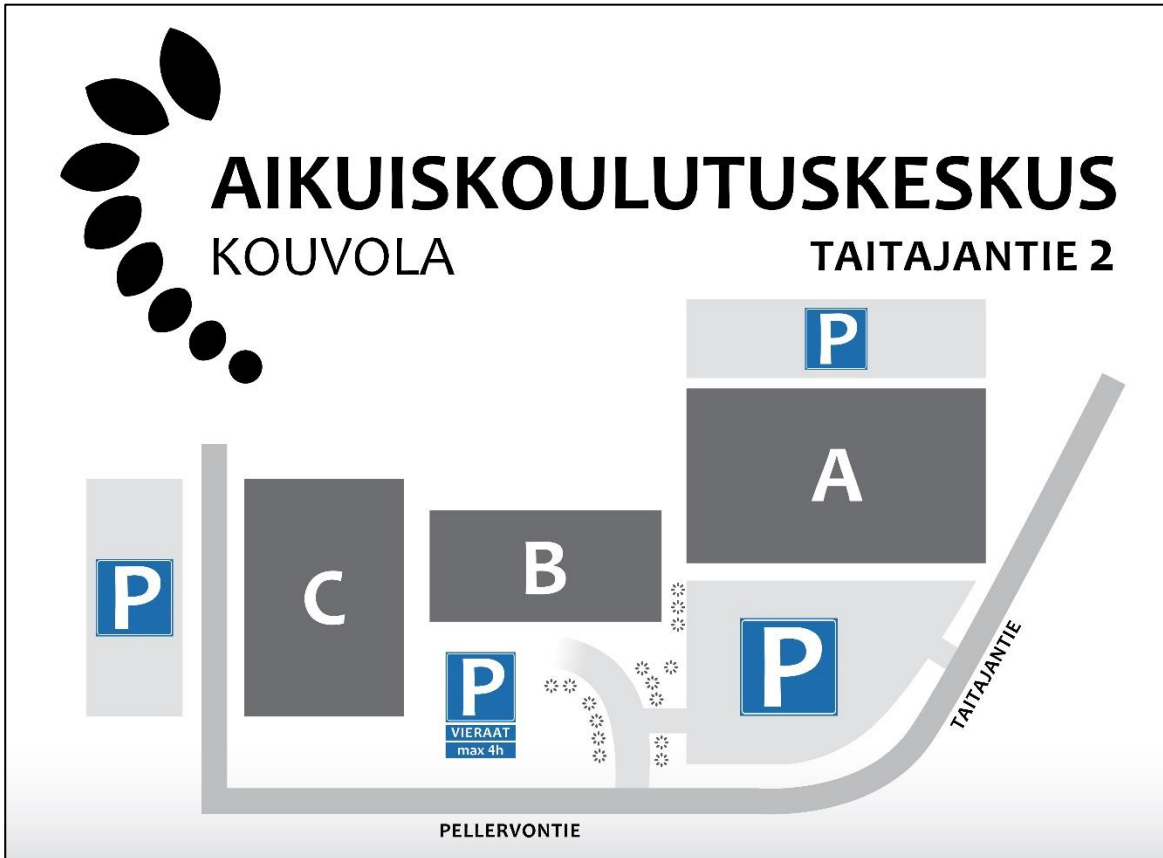 AIKUISKOULUTUSKESKUS
KOUVOLA
TAITAJANTIE 2
P
A
B
C
P
P
P
VIERAAT
max 4h
TAITAJANTIE
PELLERVONTIE